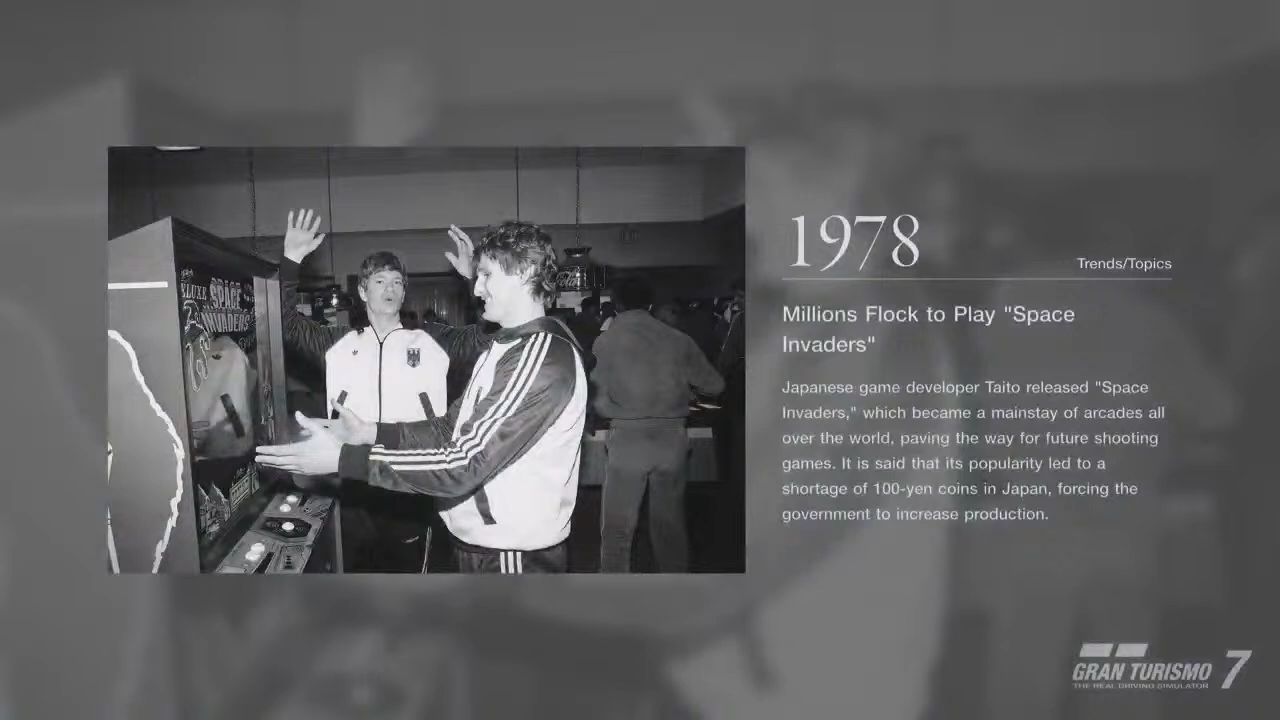 DELUXE SPACE
INVADERS
1978
Trends/Topics
Millions Flock to Play "Space
Invaders"
Japanese game developer Taito released "Space
Invaders," which became a mainstay of arcades all
over the world, paving the way for future shooting
games. It is said that its popularity led to a
shortage of 100-yen coins in Japan, forcing the
government to increase production.
GRAN TURISMO 7
THE REAL DRIVING SIMULATOR